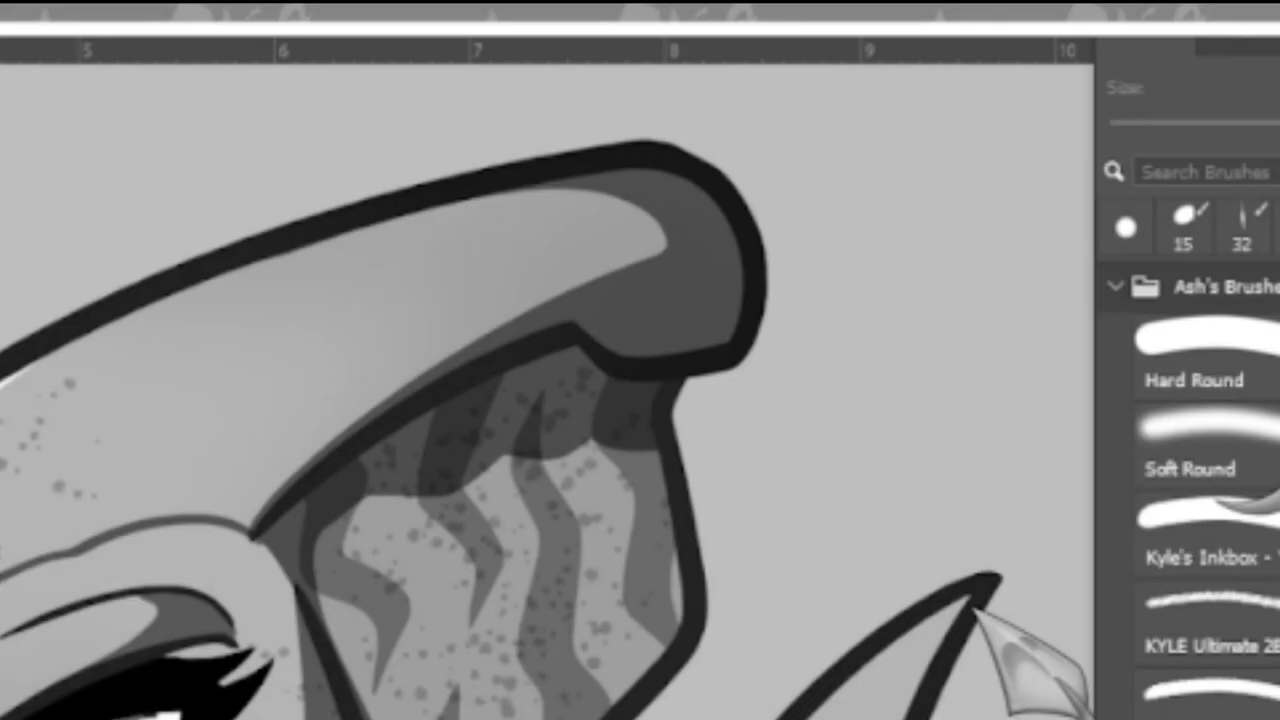 5 6 7 8 9 10
Size:
Search Brushes
15 32
Ash's Brushe
Hard Round
Soft Round
Kyle's Inkbox -
KYLE Ultimate 2B